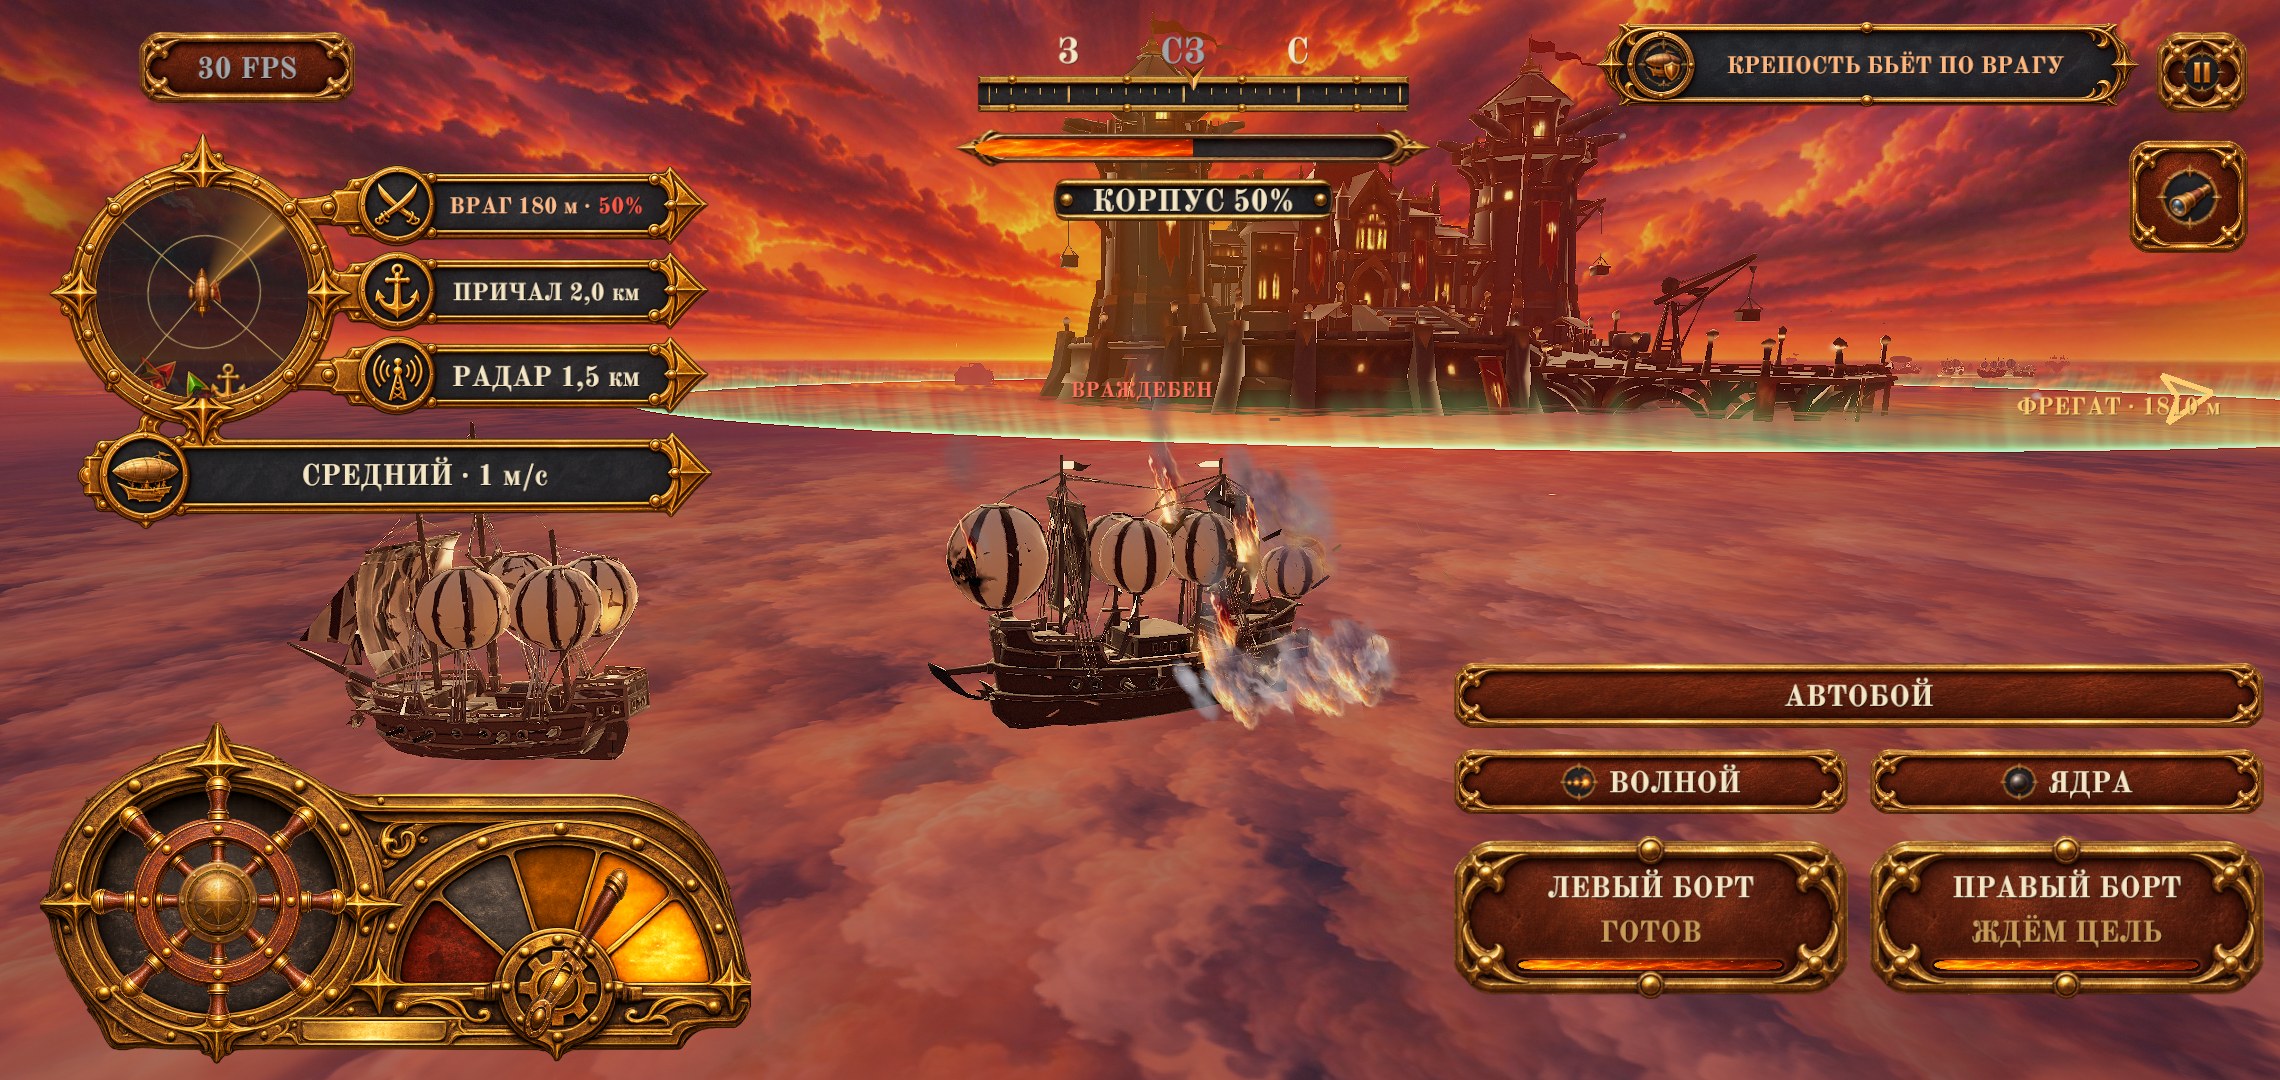 30 FPS
З СЗ С
КРЕПОСТЬ БЬЁТ ПО ВРАГУ
КОРПУС 50%
ВРАГ 180 м · 50%
ПРИЧАЛ 2,0 км
РАДАР 1,5 км
СРЕДНИЙ · 1 м/с
ВРАЖДЕБЕН
ФРЕГАТ ·  м
АВТОБОЙ
ВОЛНОЙ
ЯДРА
ЛЕВЫЙ БОРТ
ГОТОВ
ПРАВЫЙ БОРТ
ЖДЁМ ЦЕЛЬ